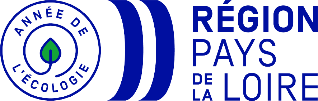 ANNÉE DE
L'ÉCOLOGIE
RÉGION
PAYS
DE LA LOIRE